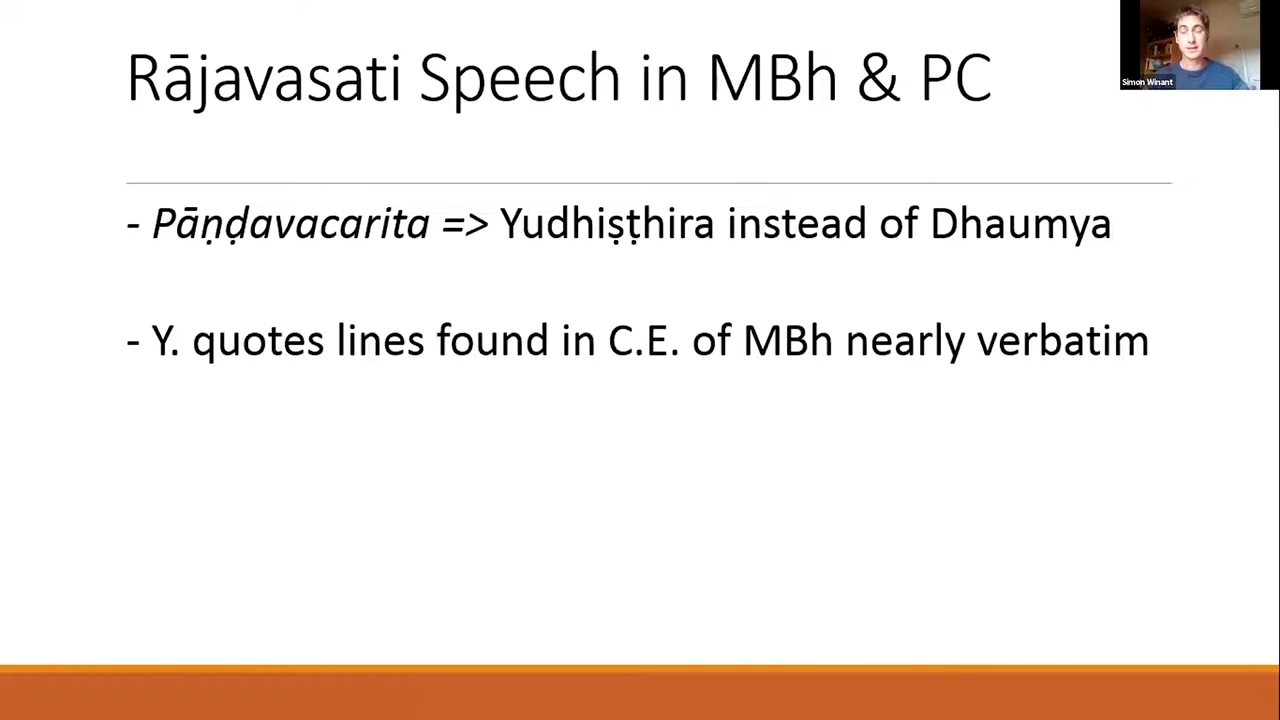 Rājavasati Speech in MBh & PC
Simon Winant
- Pāṇḍavacarita => Yudhiṣṭhira instead of Dhaumya
- Y. quotes lines found in C.E. of MBh nearly verbatim